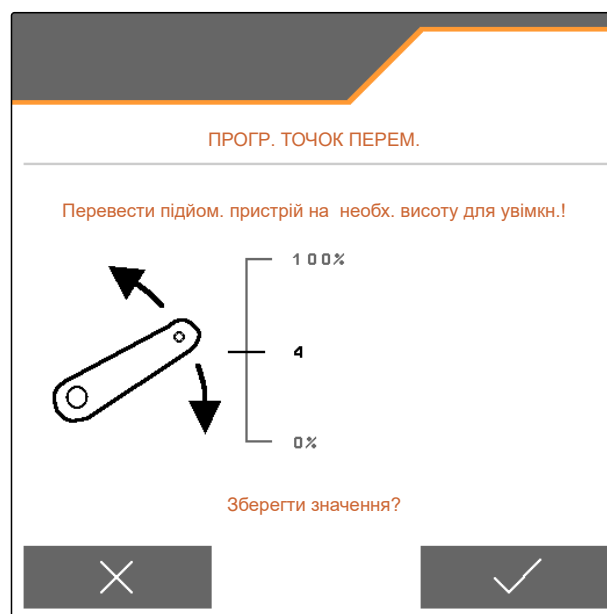 ПРОГР. ТОЧОК ПЕРЕМ.
Перевести підйом. пристрій на необх. висоту для увімкн.!
100%
4
0%
Зберегти значення?